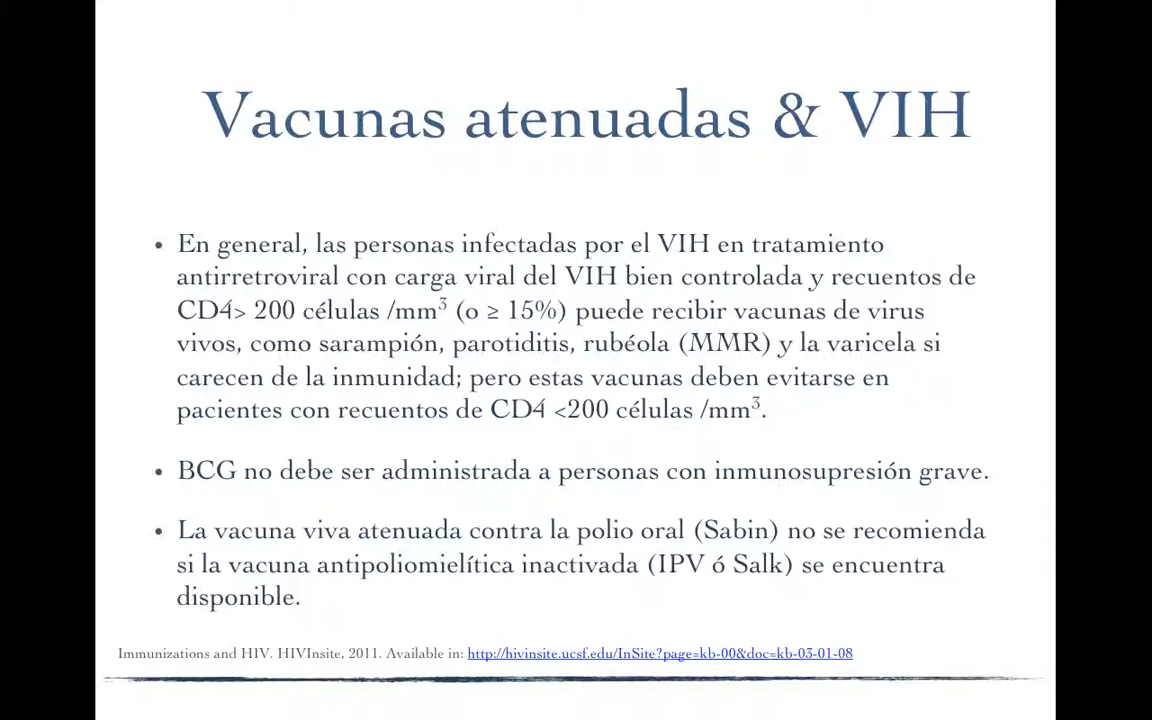 Vacunas atenuadas & VIH
• En general, las personas infectadas por el VIH en tratamiento
antirretroviral con carga viral del VIH bien controlada y recuentos de
CD4> 200 células /mm³ (o ≥ 15%) puede recibir vacunas de virus
vivos, como sarampión, parotiditis, rubéola (MMR) y la varicela si
carecen de la inmunidad; pero estas vacunas deben evitarse en
pacientes con recuentos de CD4 <200 células /mm³.
• BCG no debe ser administrada a personas con inmunosupresión grave.
• La vacuna viva atenuada contra la polio oral (Sabin) no se recomienda
si la vacuna antipoliomielítica inactivada (IPV ó Salk) se encuentra
disponible.
Immunizations and HIV. HIVInsite, 2011. Available in: http://hivinsite.ucsf.edu/InSite?page=kb-00&doc=kb-03-01-08